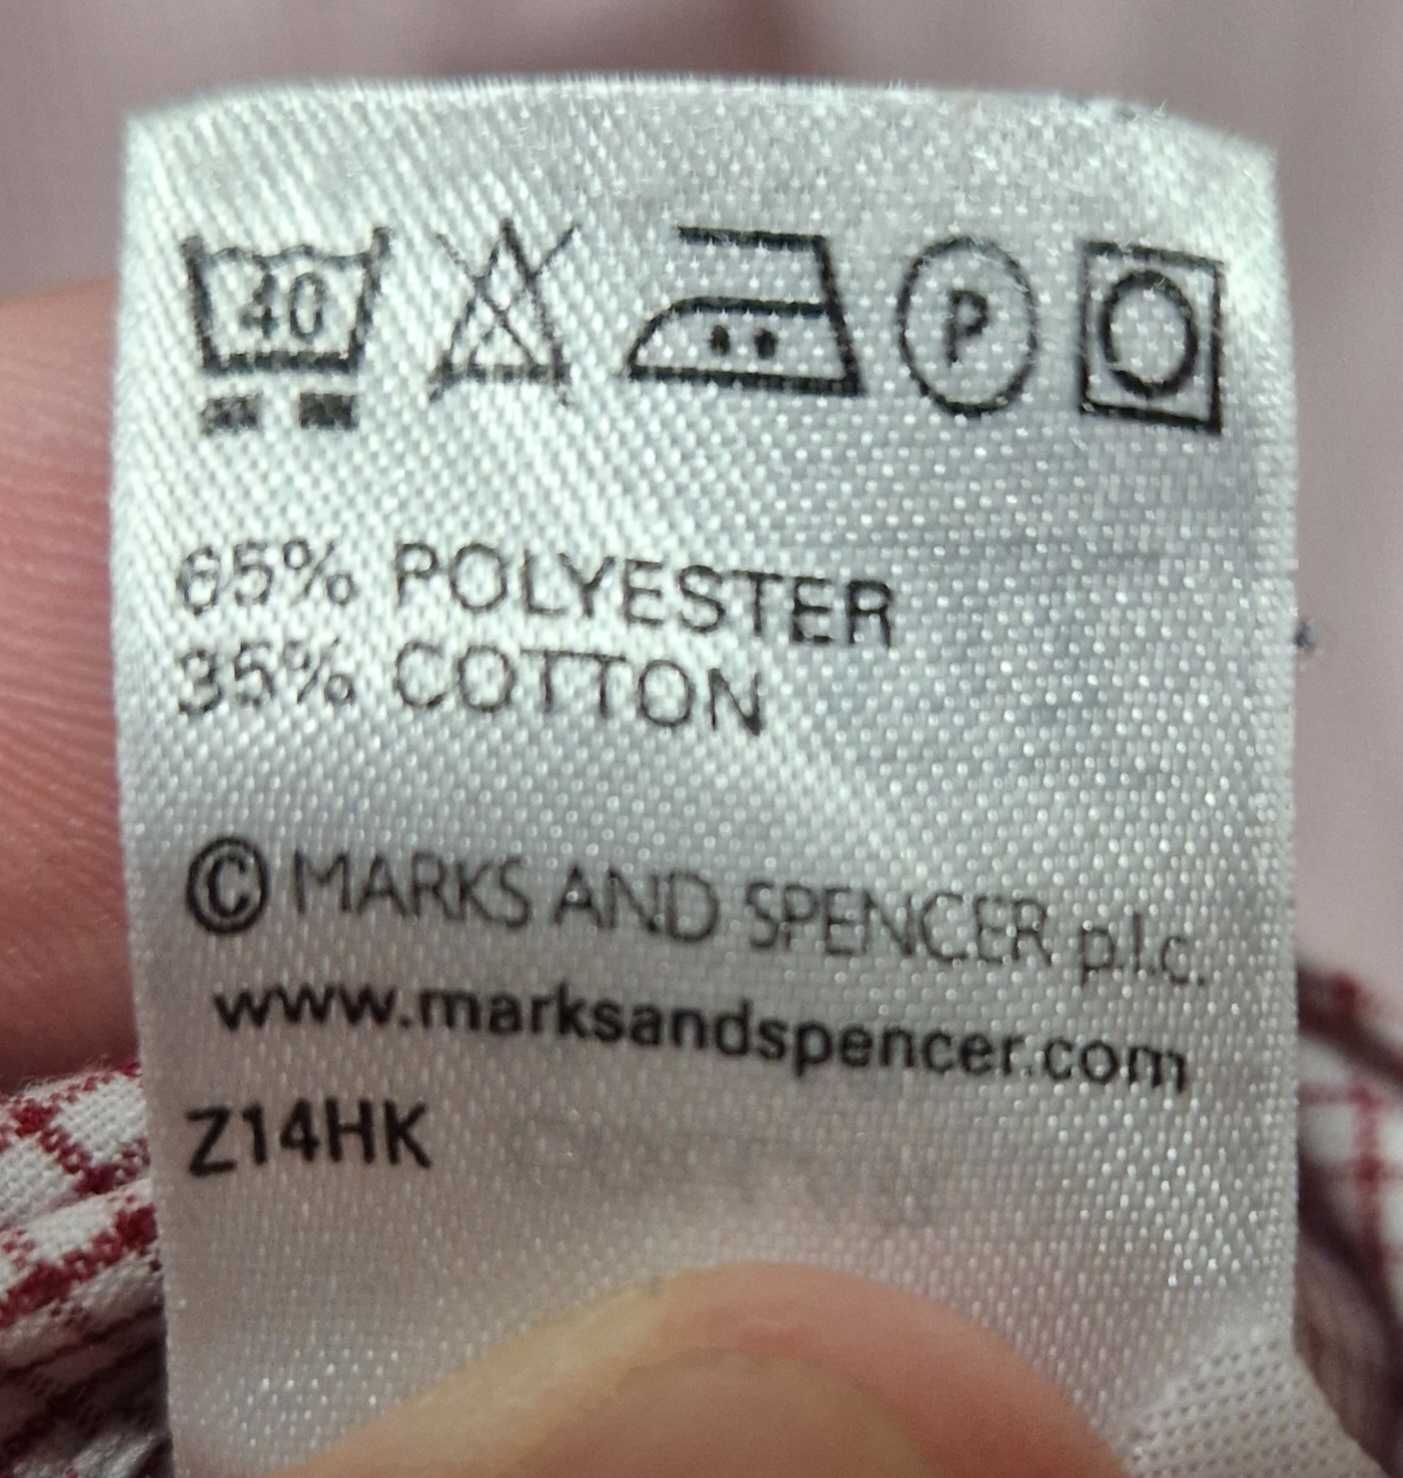 40 P
65% POLYESTER
35% COTTON
© MARKS AND SPENCER p.l.c.
www.marksandspencer.com
Z14HK